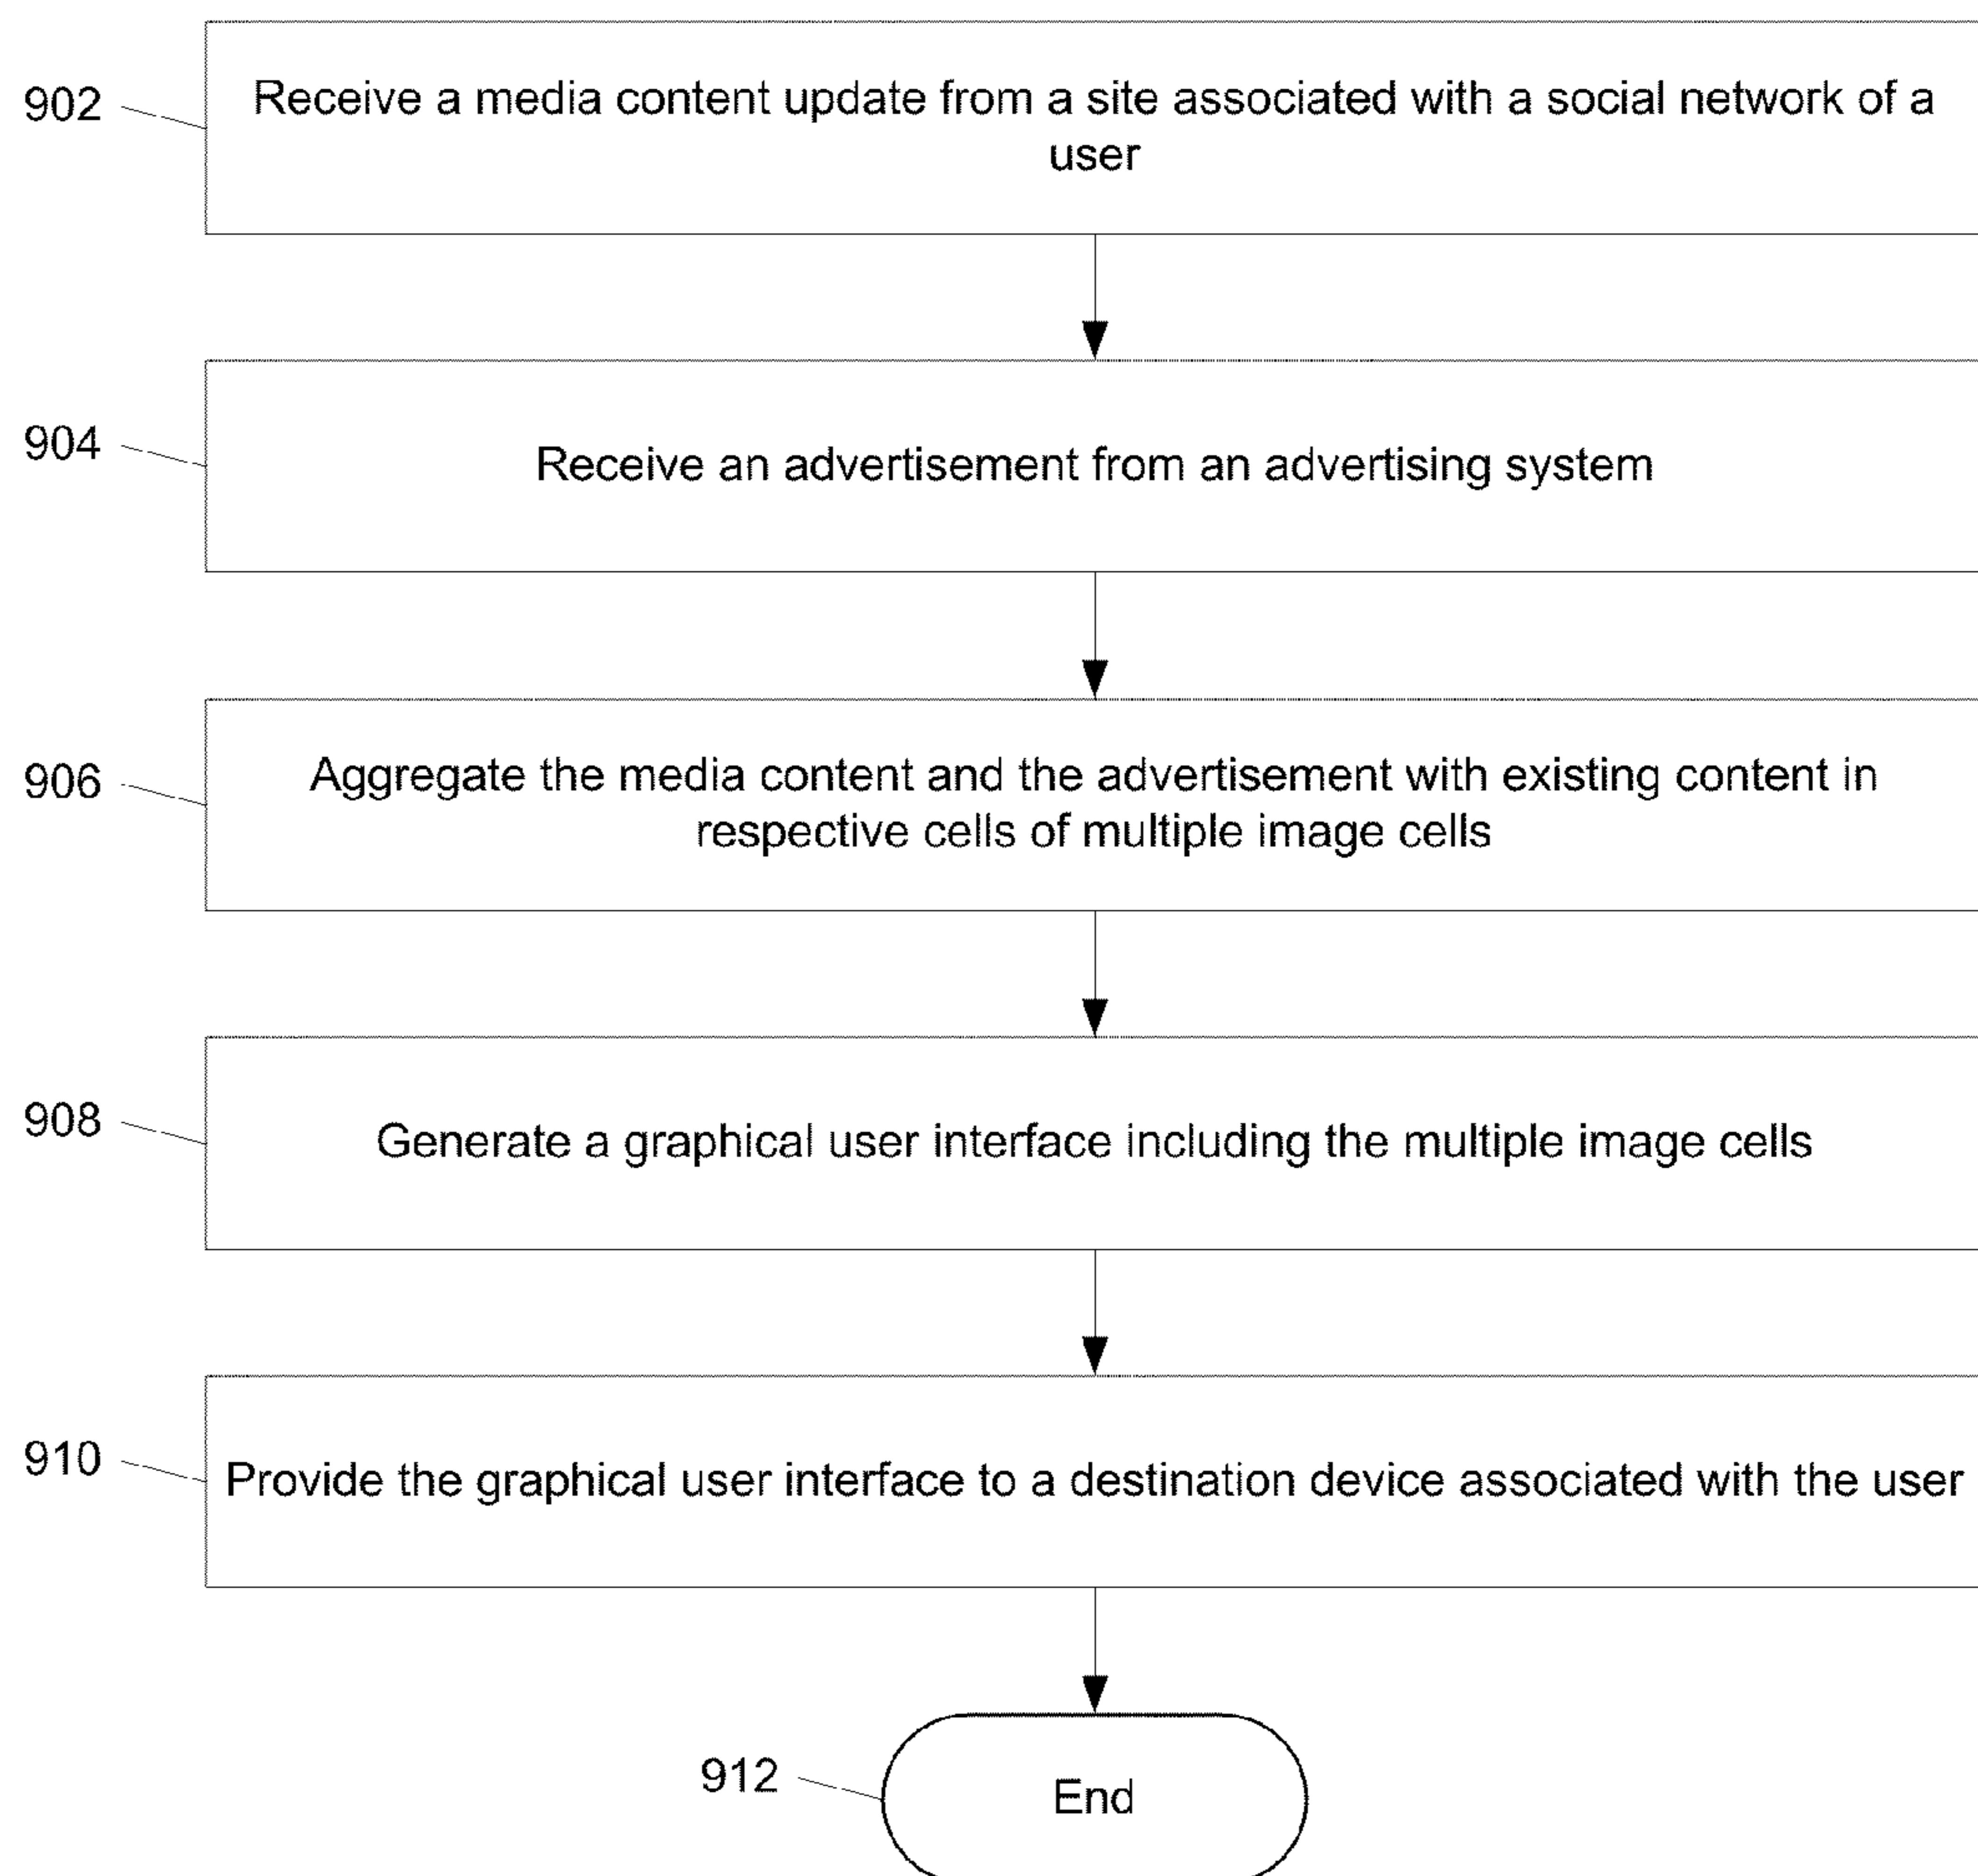 902
Receive a media content update from a site associated with a social network of a
user
904
Receive an advertisement from an advertising system
906
Aggregate the media content and the advertisement with existing content in
respective cells of multiple image cells
908
Generate a graphical user interface including the multiple image cells
910
Provide the graphical user interface to a destination device associated with the user
912
End